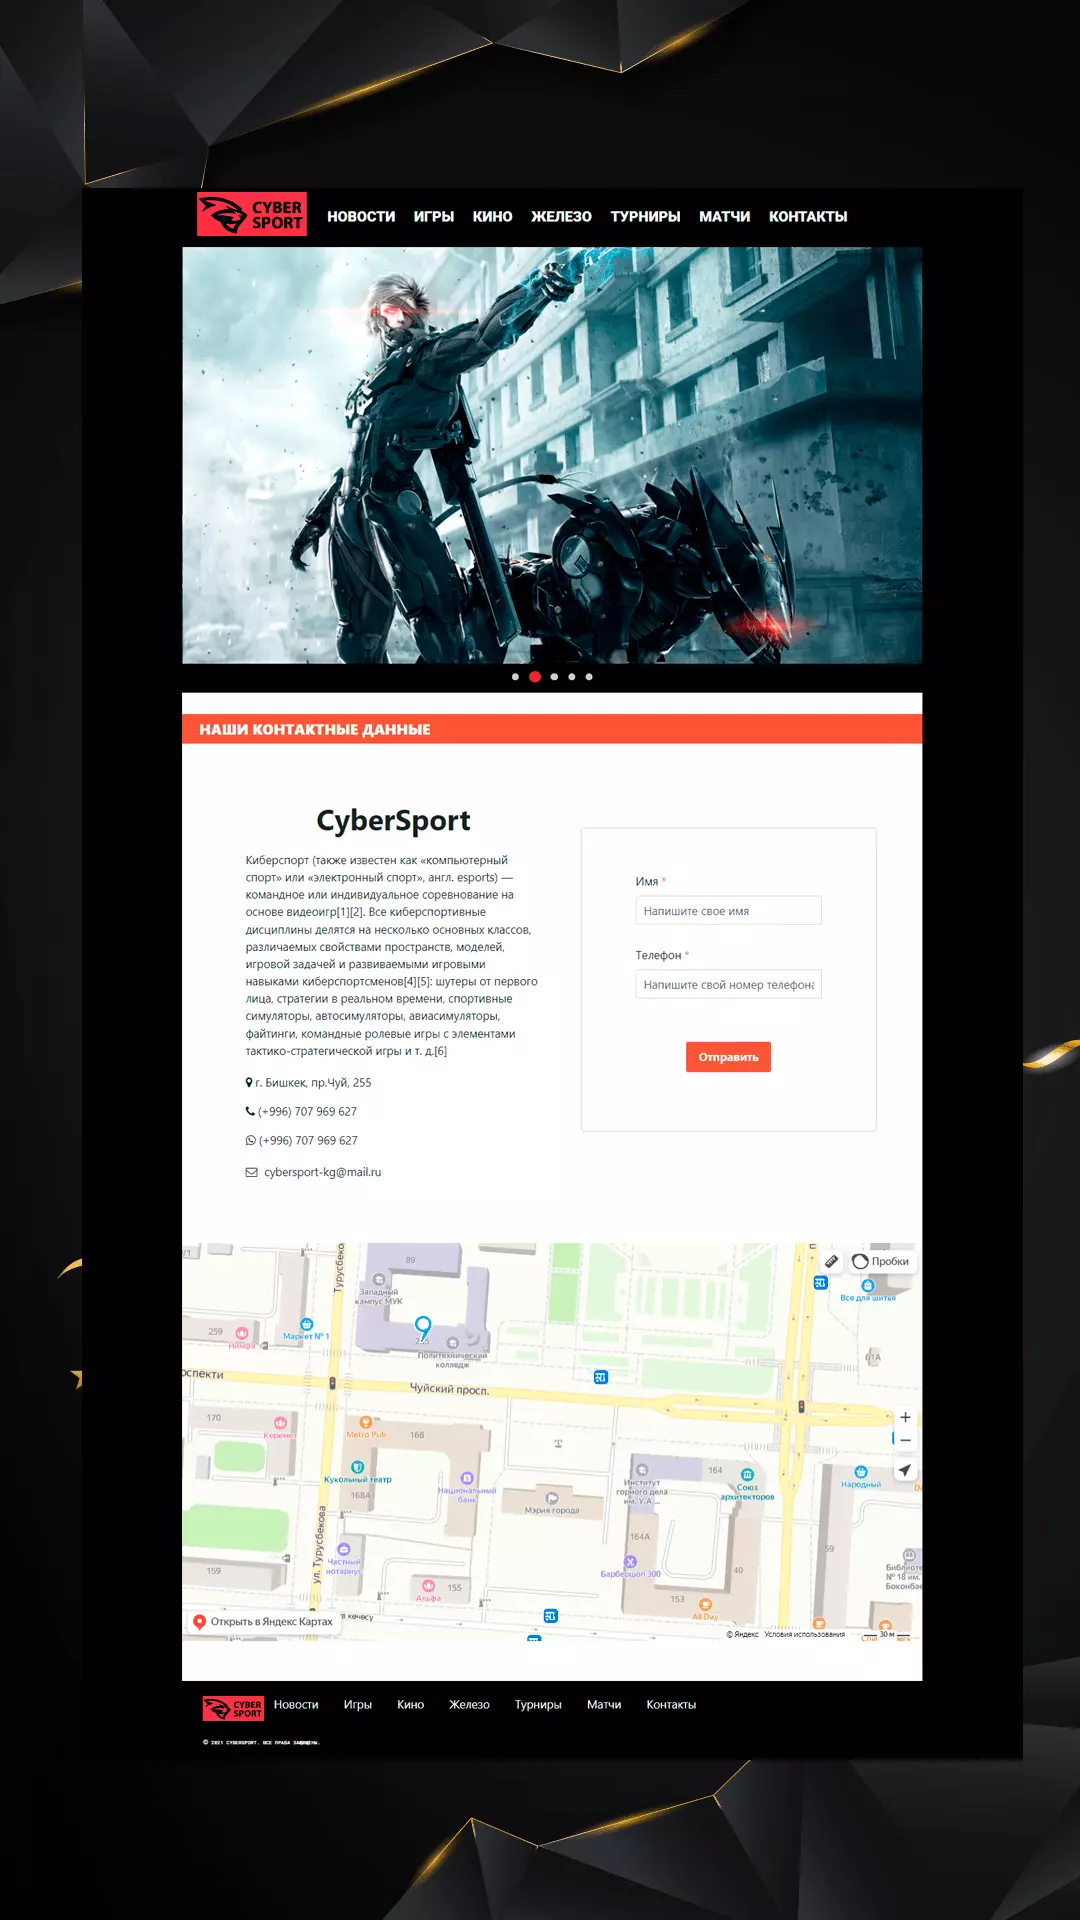 CYBER
SPORT
НОВОСТИ ИГРЫ КИНО ЖЕЛЕЗО ТУРНИРЫ МАТЧИ КОНТАКТЫ
НАШИ КОНТАКТНЫЕ ДАННЫЕ
CyberSport
Киберспорт (также известен как «компьютерный
спорт» или «электронный спорт», англ. esports) —
командное или индивидуальное соревнование на
основе видеоигр[1][2]. Все киберспортивные
дисциплины делятся на несколько основных классов,
различаемых свойствами пространств, моделей,
игровой задачей и развиваемыми игровыми
навыками киберспортсменов[4][5]: шутеры от первого
лица, стратегии в реальном времени, спортивные
симуляторы, автосимуляторы, авиасимуляторы,
файтинги, командные ролевые игры с элементами
тактико-стратегической игры и т. д.[6]
г. Бишкек, пр.Чуй, 255
(+996) 707 969 627
(+996) 707 969 627
cybersport-kg@mail.ru
Имя *
Напишите свое имя
Телефон *
Напишите свой номер телефона
Отправить
89
Турусбеко
Пробки
Западный
кампус МУК
Все для шитья
259
Нимфа
Маркет № 1
Политехнический
колледж
61А
оспекти
Чуйский просп.
170
Керемет
Metro Pub
168
Кукольный театр
168А
Национальный
банк
Мэрия города
Институт
горного дела
им. У.А ...
164
Союз
архитекторов
Народный
ул. Турусбекова
164А
59
159
Частный
нотариус
Барбершоп 300
40
Библиоте
№ 18 им.
Боконбае
Альфа
155
153
All Day
Открыть в Яндекс Картах
© Яндекс Условия использования 30 м
CYBER
SPORT
Новости Игры Кино Железо Турниры Матчи Контакты
© 2021 CYBERSPORT. ВСЕ ПРАВА ЗАЩИЩЕНЫ.